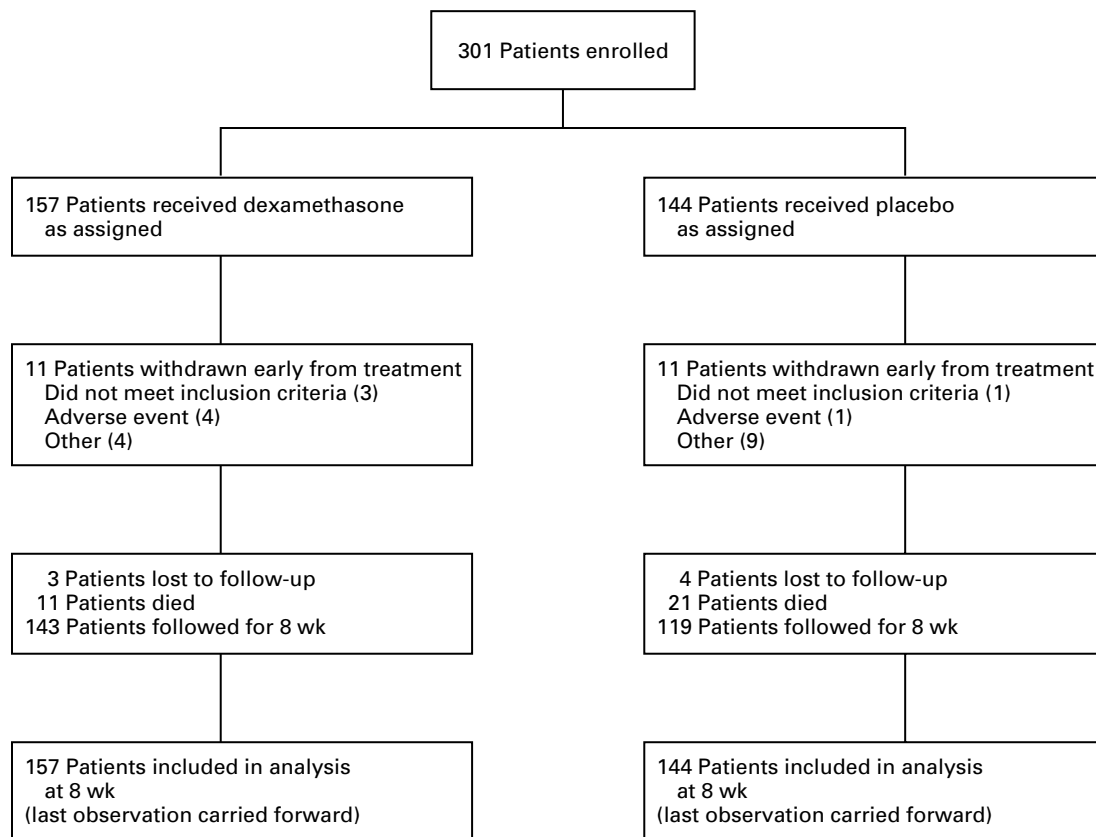 301 Patients enrolled
157 Patients received dexamethasone
as assigned
144 Patients received placebo
as assigned
11 Patients withdrawn early from treatment
Did not meet inclusion criteria (3)
Adverse event (4)
Other (4)
11 Patients withdrawn early from treatment
Did not meet inclusion criteria (1)
Adverse event (1)
Other (9)
3 Patients lost to follow-up
11 Patients died
143 Patients followed for 8 wk
4 Patients lost to follow-up
21 Patients died
119 Patients followed for 8 wk
157 Patients included in analysis
at 8 wk
(last observation carried forward)
144 Patients included in analysis
at 8 wk
(last observation carried forward)